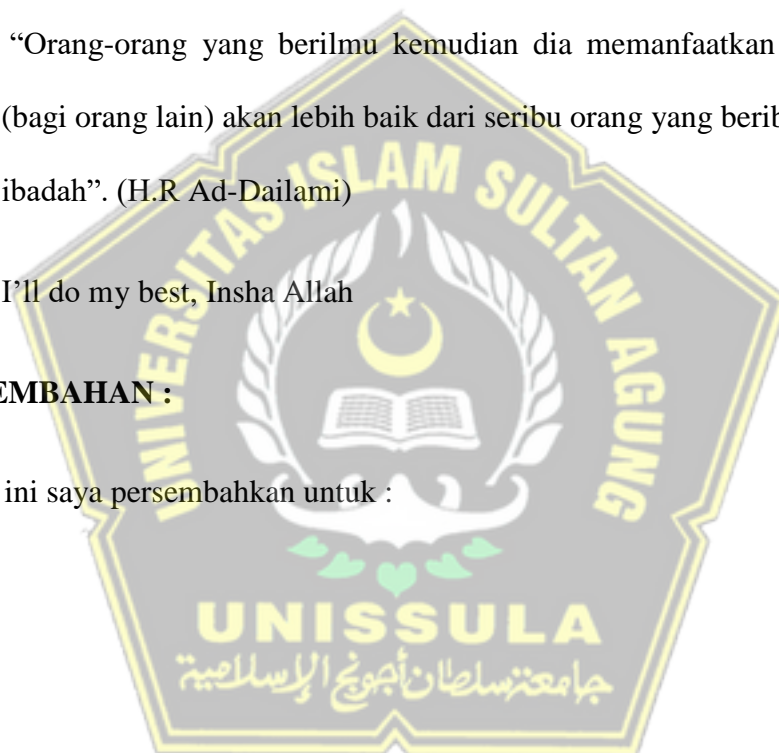 “Orang-orang yang berilmu kemudian dia memanfaatkan
(bagi orang lain) akan lebih baik dari seribu orang yang berib
ibadah”. (H.R Ad-Dailami)
I’ll do my best, Insha Allah
EMBAHAN :
ini saya persembahkan untuk :
UNIVERSITAS ISLAM SULTAN AGUNG
UNISSULA
جامعة سلطان أجونج الإسلامية